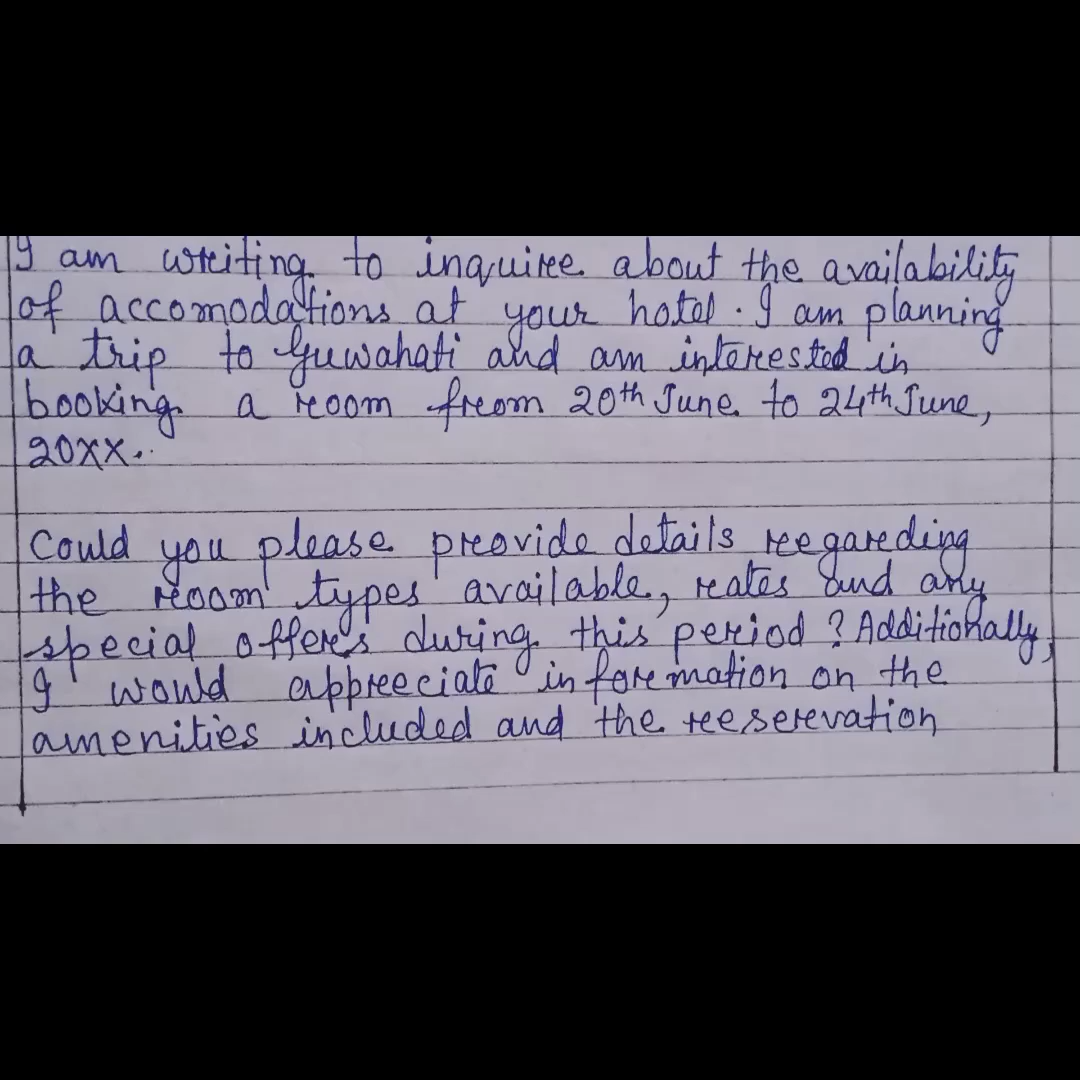 I am writing to inquire about the availability
of accomodations at your hotel. I am planning
a trip to Guwahati and am interested in
booking a room from 20th June to 24th June,
20XX.
Could you please provide details regarding
the room types available, rates and any
special offers during this period? Additionally,
I would appreciate information on the
amenities included and the reservation